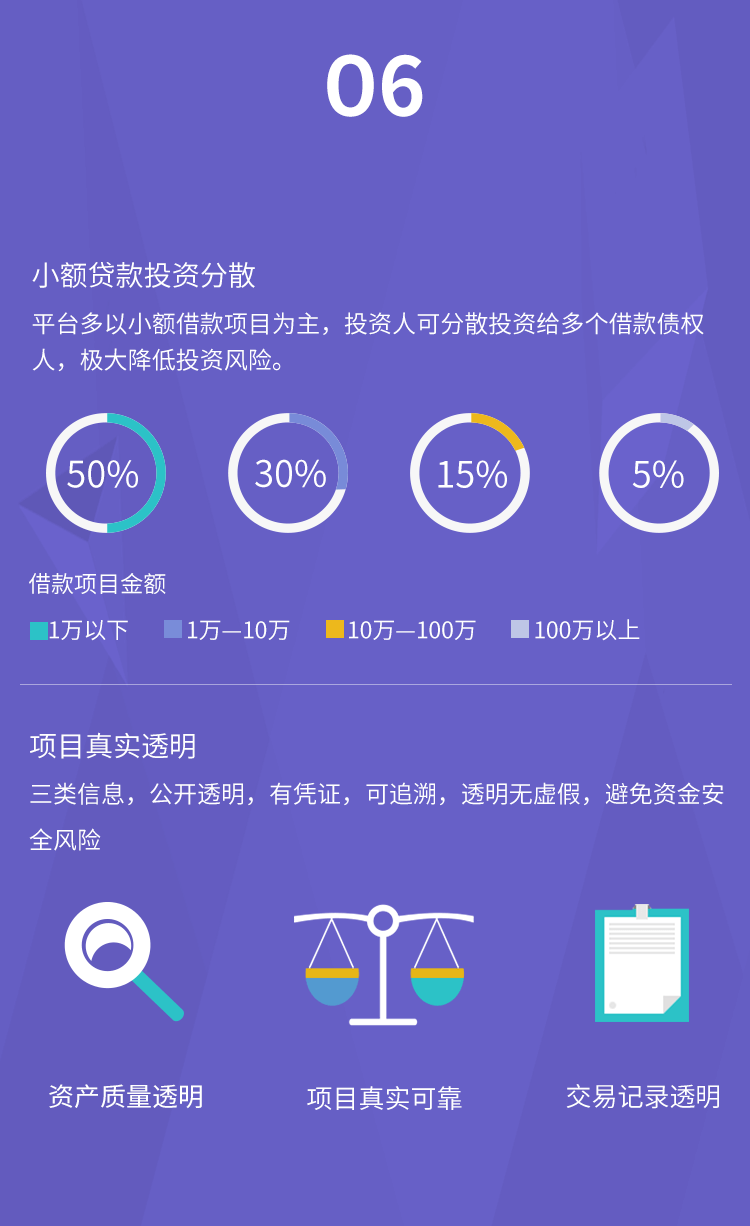 06
小额贷款投资分散
平台多以小额借款项目为主，投资人可分散投资给多个借款债权
人，极大降低投资风险。
50% 30% 15% 5%
借款项目金额
1万以下 1万—10万 10万—100万 100万以上
项目真实透明
三类信息，公开透明，有凭证，可追溯，透明无虚假，避免资金安
全风险
资产质量透明 项目真实可靠 交易记录透明